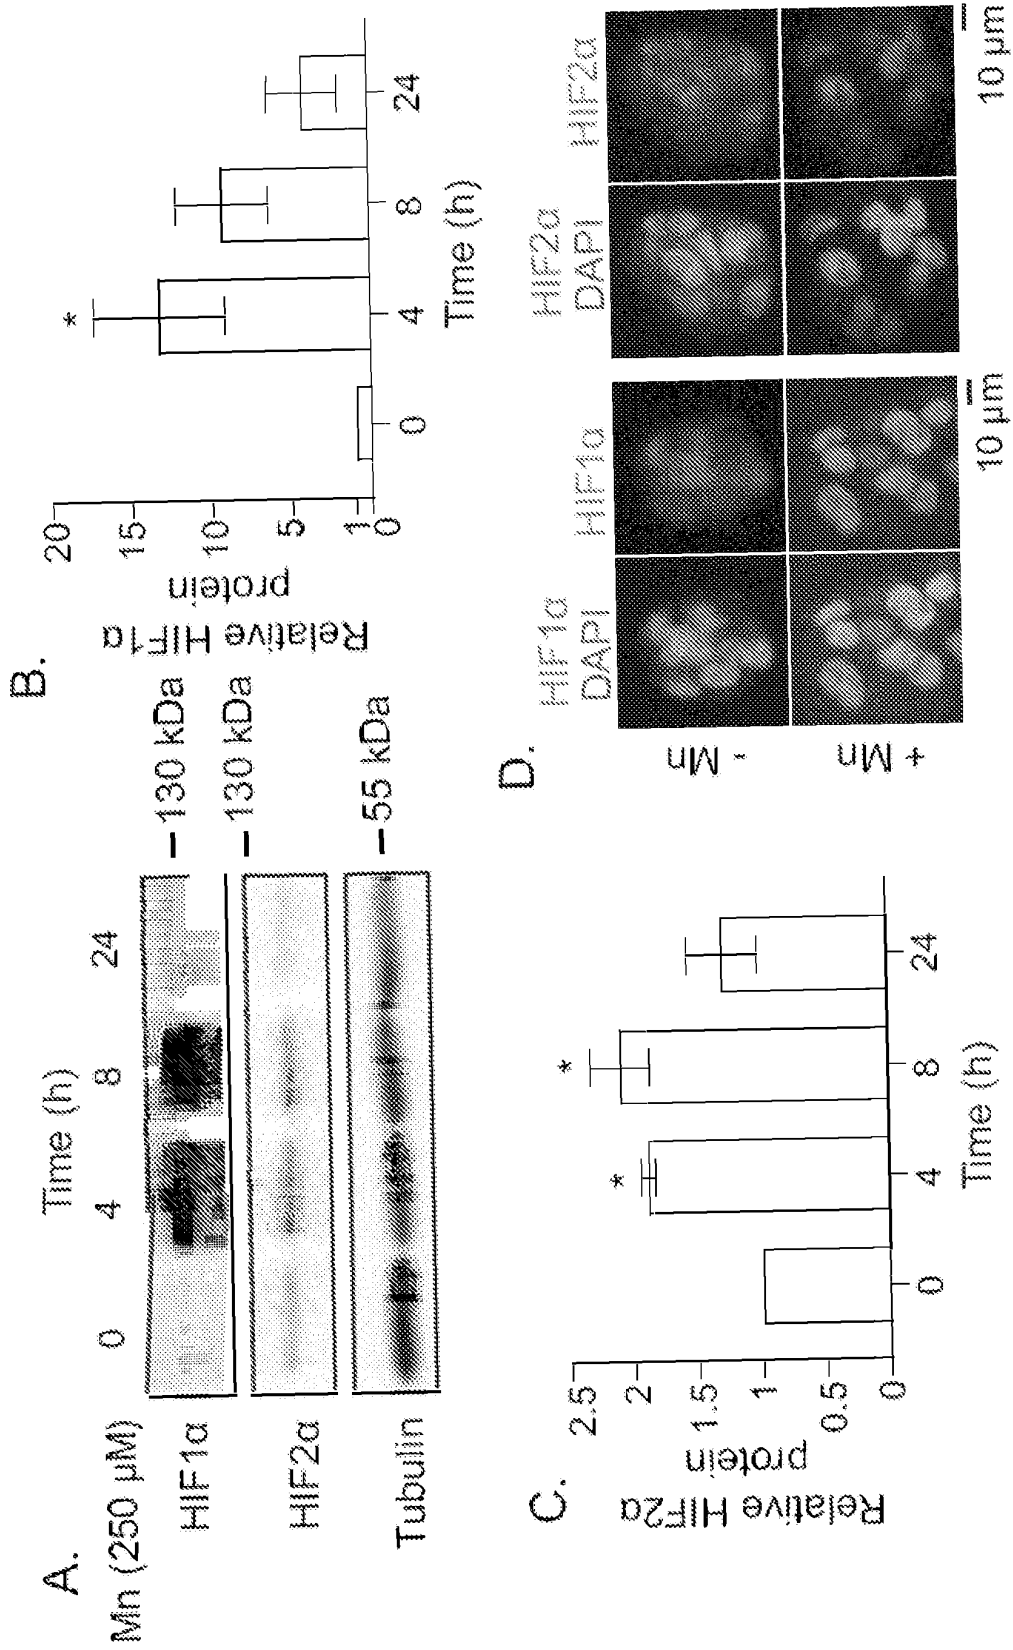 A.
Time (h)
Mn (250 µM) 0 4 8 24
HIF1α
130 kDa
HIF2α
130 kDa
Tubulin
55 kDa
B.
Relative HIF1α
protein
20
15
10
5
1
0
*
0 4 8 24
Time (h)
C.
Relative HIF2α
protein
2.5
2
1.5
1
0.5
0
* *
0 4 8 24
Time (h)
D.
HIF1α
DAPI
HIF1α
HIF2α
DAPI
HIF2α
- Mn
+ Mn
10 µm
10 µm